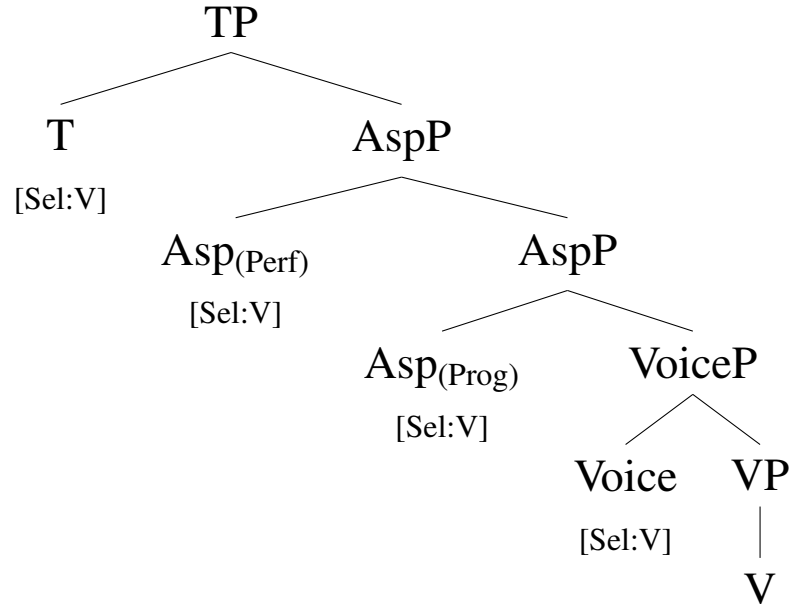 TP
T AspP
[Sel:V]
Asp(Perf) AspP
[Sel:V]
Asp(Prog) VoiceP
[Sel:V]
Voice VP
[Sel:V]
V